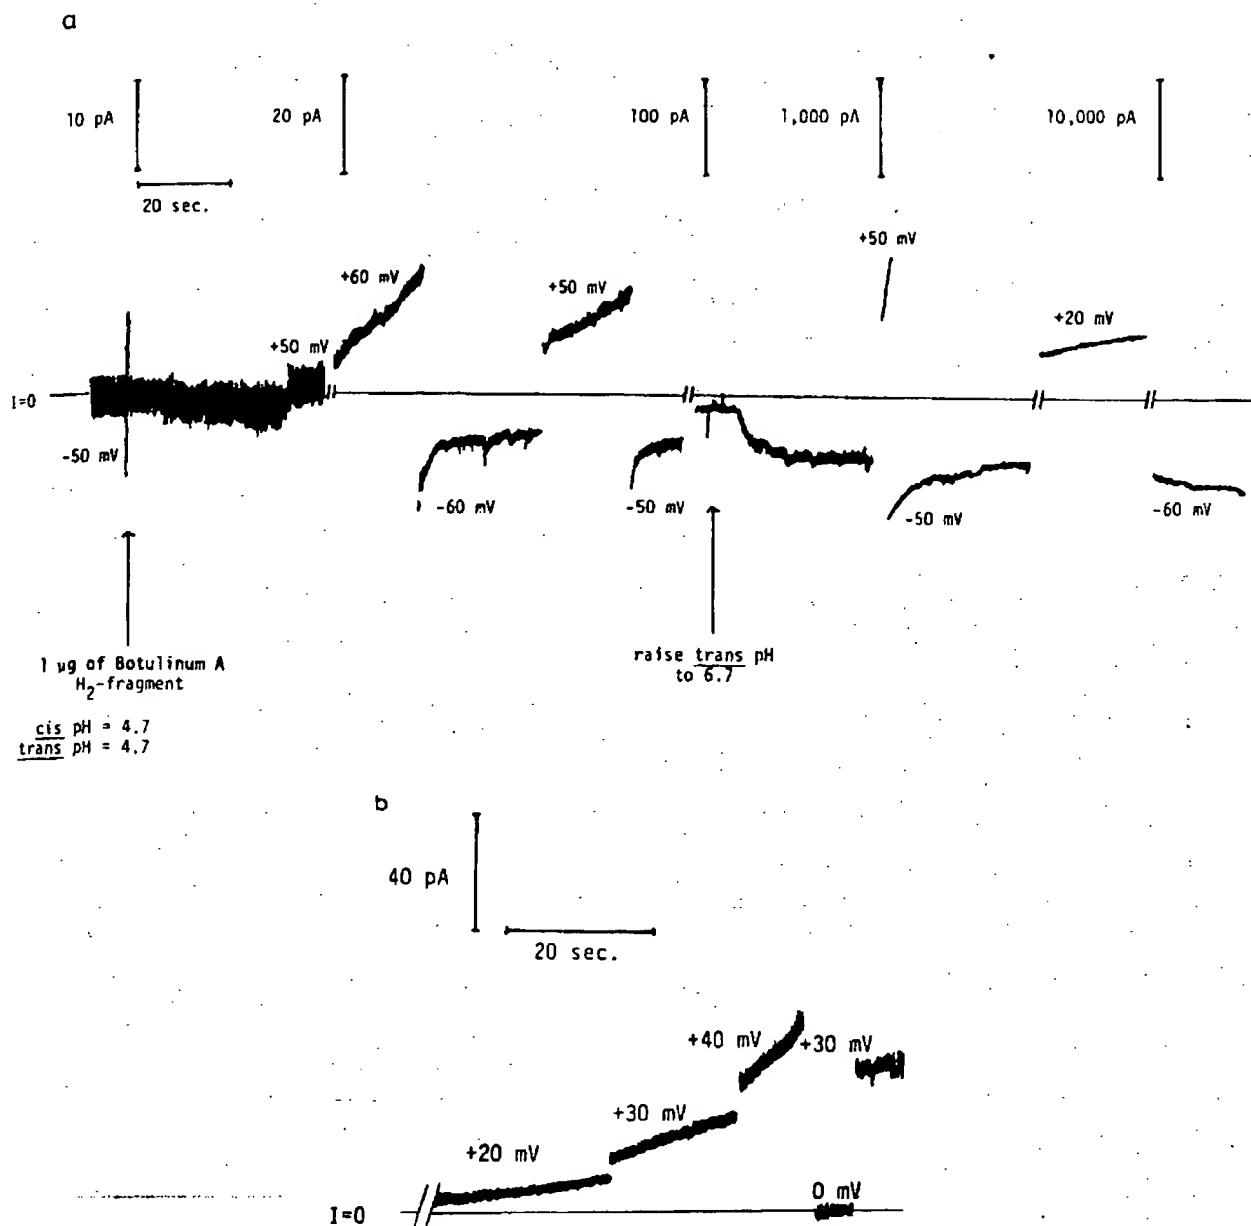 a
10 pA
20 pA
100 pA
1,000 pA
10,000 pA
20 sec.
+50 mV
+60 mV
+50 mV
+50 mV
+20 mV
I=0
-50 mV
-60 mV
-50 mV
-50 mV
-60 mV
1 µg of Botulinum A
H2-fragment
cis pH = 4.7
trans pH = 4.7
raise trans pH
to 6.7
b
40 pA
20 sec.
+40 mV
+30 mV
+30 mV
+20 mV
0 mV
I=0